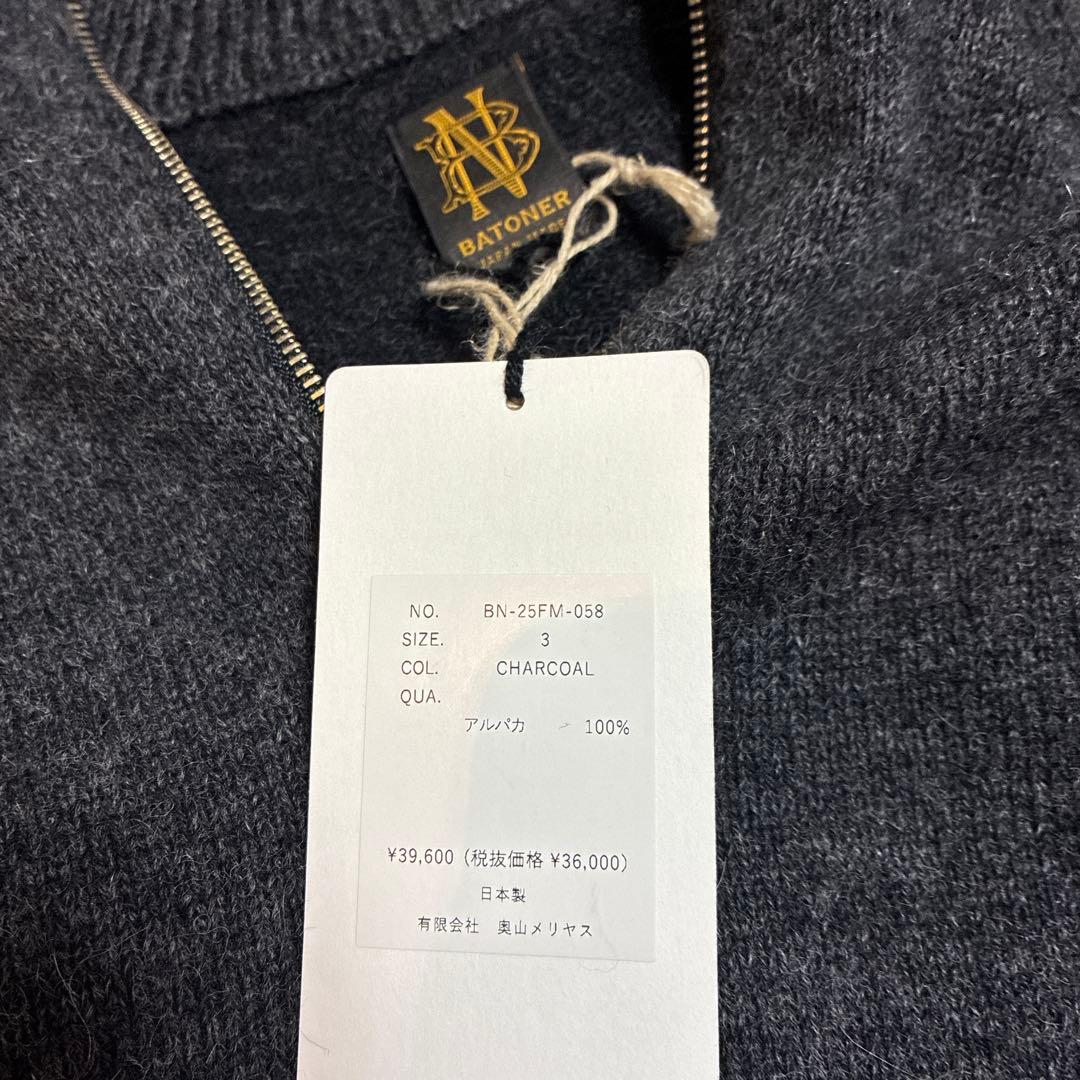 BN
BATONER
NO. BN-25FM-058
SIZE. 3
COL. CHARCOAL
QUA.
アルパカ 100%
¥39,600 (税抜価格 ¥36,000)
日本製
有限会社 奥山メリヤス